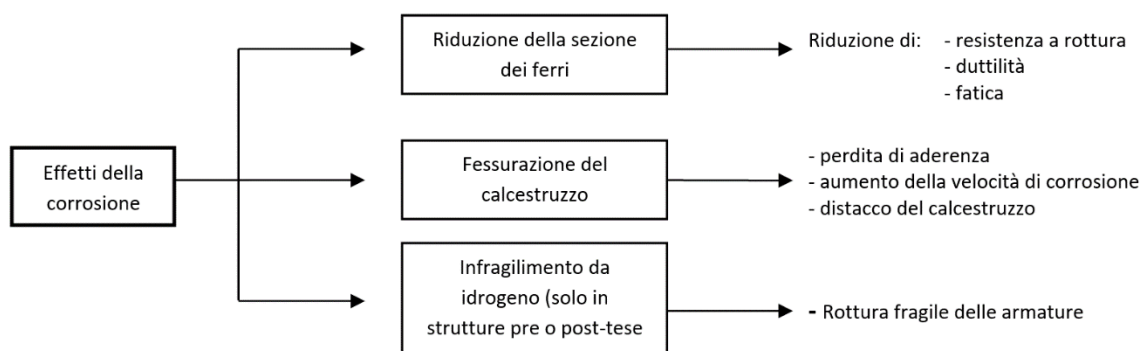 Effetti della
corrosione
Riduzione della sezione
dei ferri
Riduzione di: - resistenza a rottura
- duttilità
- fatica
Fessurazione del
calcestruzzo
- perdita di aderenza
- aumento della velocità di corrosione
- distacco del calcestruzzo
Infragilimento da
idrogeno (solo in
strutture pre o post-tese
- Rottura fragile delle armature